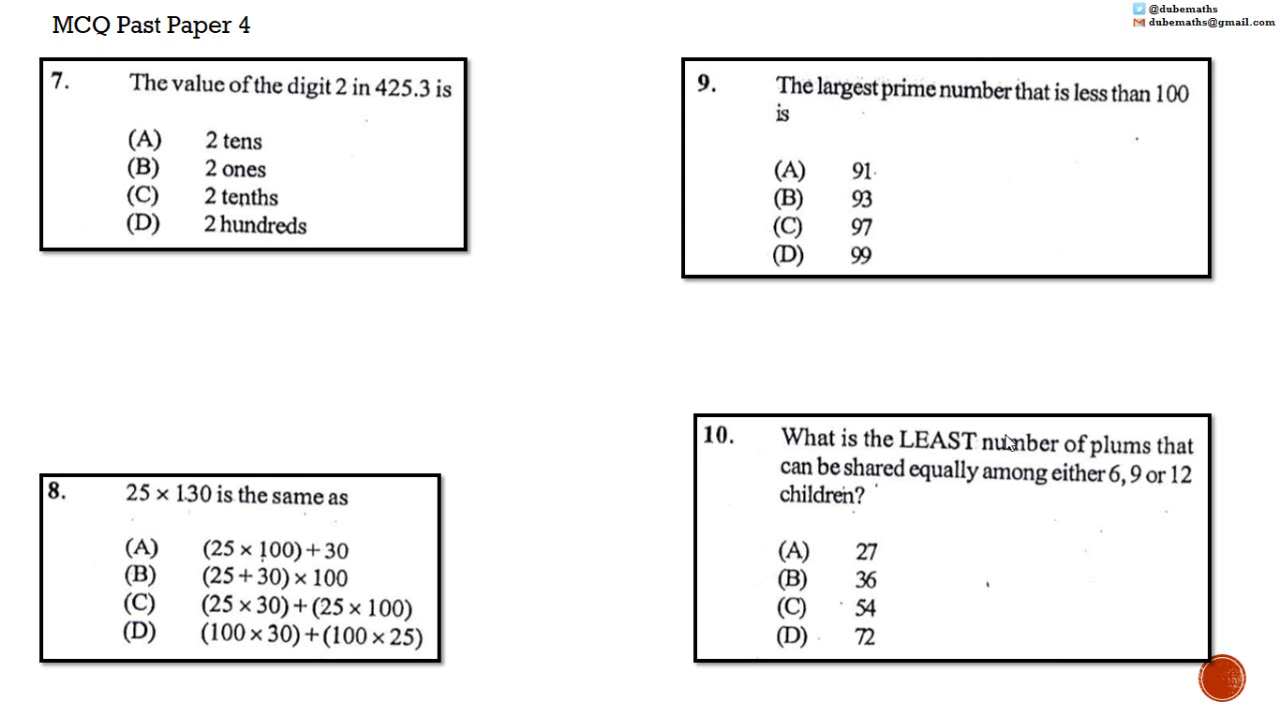 MCQ Past Paper 4
@dubemaths
dubemaths@gmail.com
7. The value of the digit 2 in 425.3 is
(A) 2 tens
(B) 2 ones
(C) 2 tenths
(D) 2 hundreds
8. 25 × 130 is the same as
(A) (25 × 100) + 30
(B) (25 + 30) × 100
(C) (25 × 30) + (25 × 100)
(D) (100 × 30) + (100 × 25)
9. The largest prime number that is less than 100
is
(A) 91
(B) 93
(C) 97
(D) 99
10. What is the LEAST number of plums that
can be shared equally among either 6, 9 or 12
children?
(A) 27
(B) 36
(C) 54
(D) 72